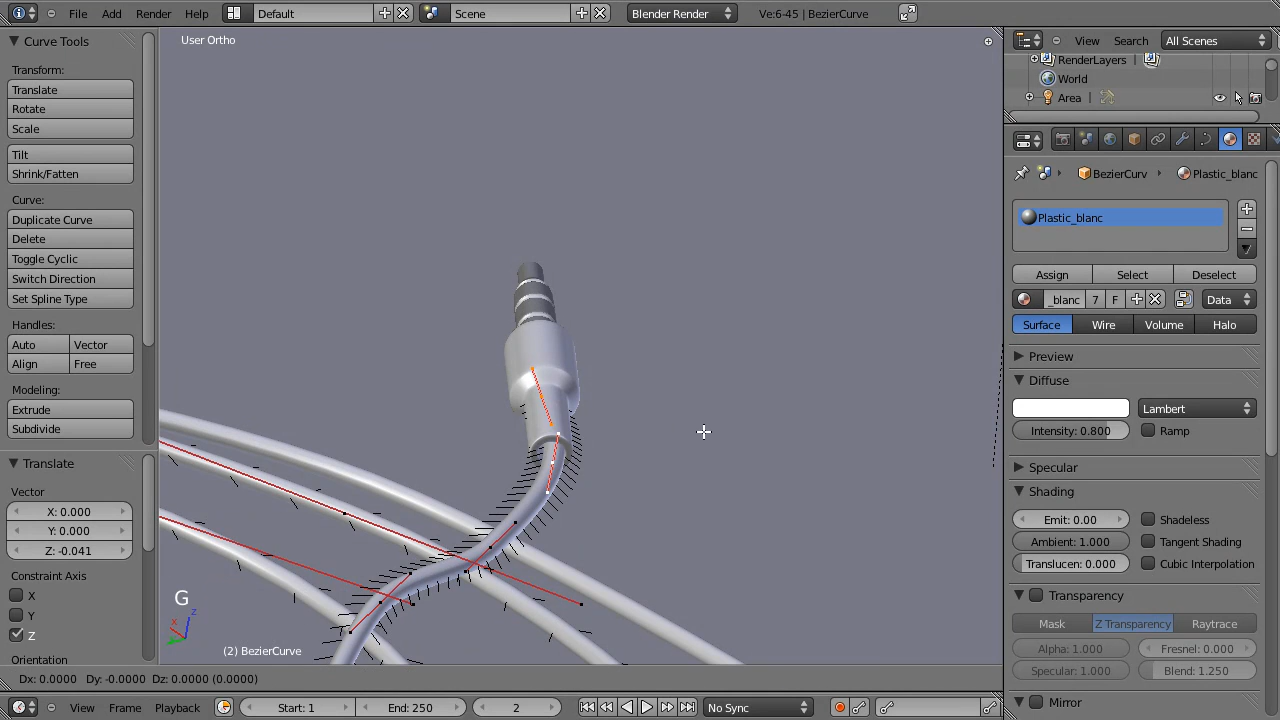 File Add Render Help Default Scene Blender Render Ve:6-45 | BezierCurve
Curve Tools
User Ortho
View Search All Scenes
RenderLayers |
World
Area |
Transform:
Translate
Rotate
Scale
Tilt
Shrink/Fatten
Curve:
Duplicate Curve
Delete
Toggle Cyclic
Switch Direction
Set Spline Type
Handles:
Auto Vector
Align Free
Modeling:
Extrude
Subdivide
Translate
Vector
X: 0.000
Y: 0.000
Z: -0.041
Constraint Axis
X
Y
Z
Orientation
G
x
y
z
(2) BezierCurve
Dx: 0.0000 Dy: -0.0000 Dz: 0.0000 (0.0000)
View Frame Playback Start: 1 End: 250 2 No Sync
BezierCurv Plastic_blanc
Plastic_blanc
Assign Select Deselect
_blanc 7 F Data
Surface Wire Volume Halo
Preview
Diffuse
Lambert
Intensity: 0.800 Ramp
Specular
Shading
Emit: 0.00 Shadeless
Ambient: 1.000 Tangent Shading
Translucen: 0.000 Cubic Interpolation
Transparency
Mask Z Transparency Raytrace
Alpha: 1.000 Fresnel: 0.000
Specular: 1.000 Blend: 1.250
Mirror